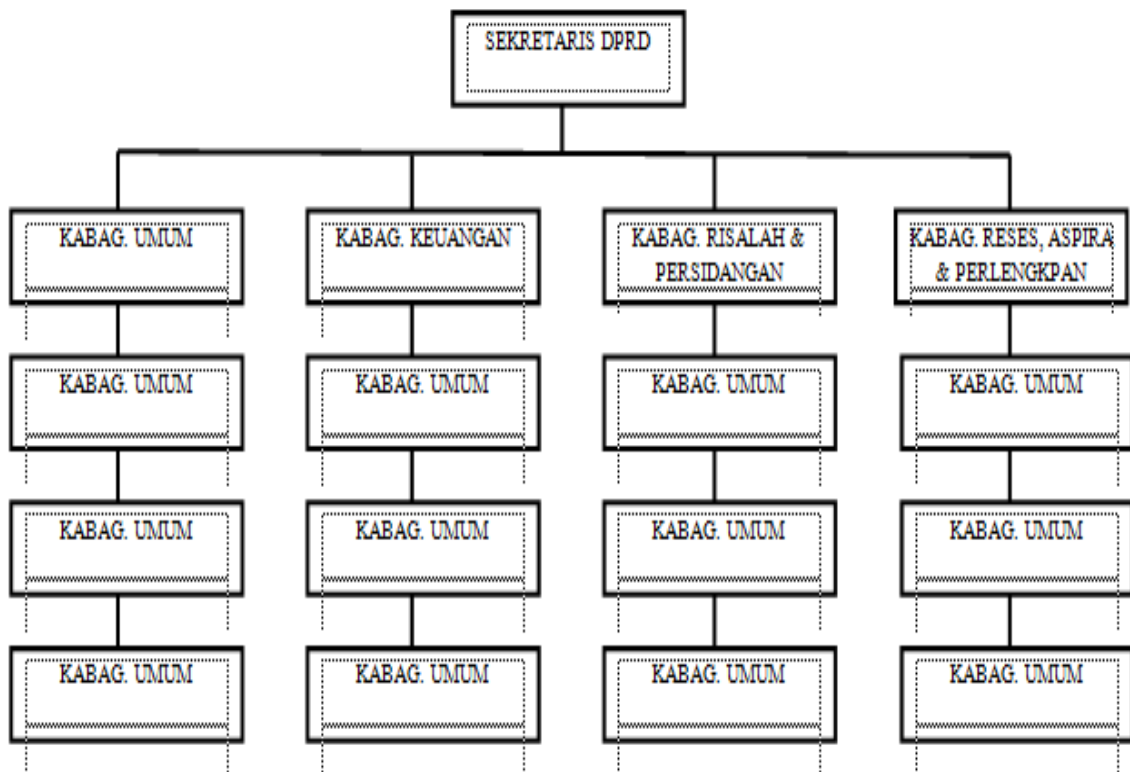 SEKRETARIS DPRD
KABAG. UMUM
KABAG. KEUANGAN
KABAG. RISALAH &
PERSIDANGAN
KABAG. RESES, ASPIRA
& PERLENGKPAN
KABAG. UMUM
KABAG. UMUM
KABAG. UMUM
KABAG. UMUM
KABAG. UMUM
KABAG. UMUM
KABAG. UMUM
KABAG. UMUM
KABAG. UMUM
KABAG. UMUM
KABAG. UMUM
KABAG. UMUM